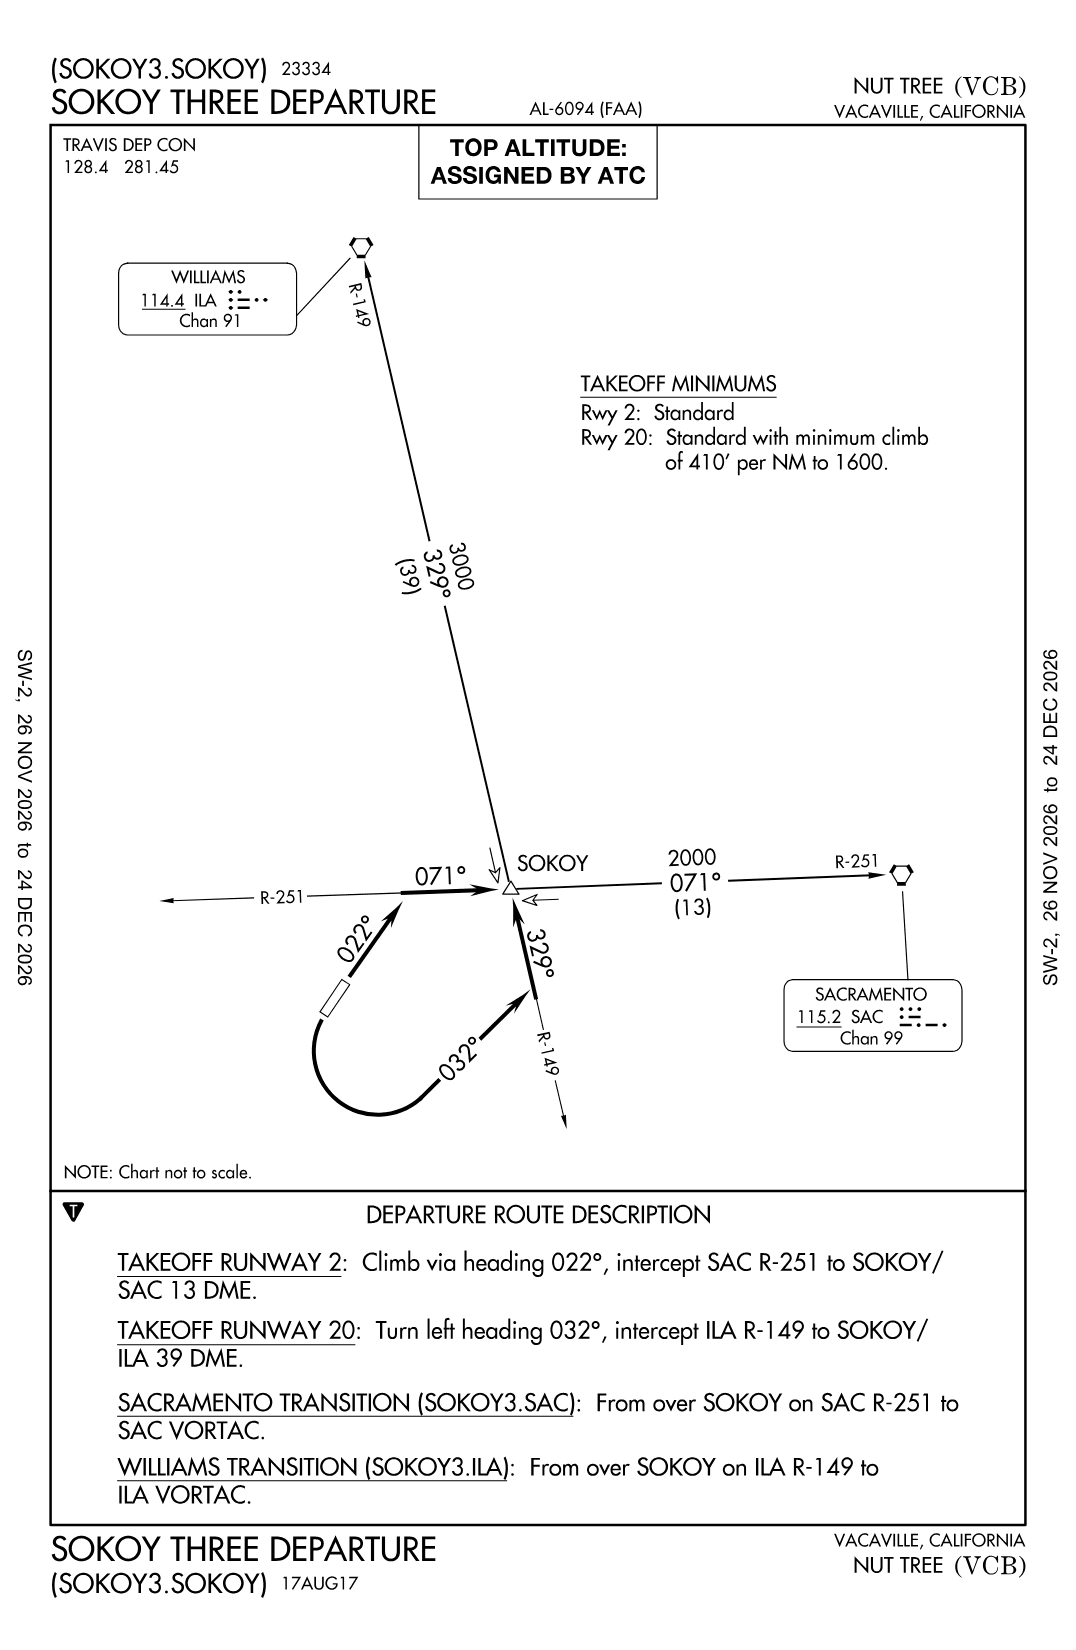 (SOKOY3.SOKOY) 23334
SOKOY THREE DEPARTURE
AL-6094 (FAA)
NUT TREE (VCB)
VACAVILLE, CALIFORNIA
TRAVIS DEP CON
128.4 281.45
TOP ALTITUDE:
ASSIGNED BY ATC
WILLIAMS
114.4 ILA
Chan 91
R-149
TAKEOFF MINIMUMS
Rwy 2: Standard
Rwy 20: Standard with minimum climb
of 410' per NM to 1600.
3000
329°
(39)
SW-2, 26 NOV 2026 to 24 DEC 2026
SW-2, 26 NOV 2026 to 24 DEC 2026
SOKOY
2000
071°
(13)
R-251
071°
R-251
022°
329°
032°
R-149
SACRAMENTO
115.2 SAC
Chan 99
NOTE: Chart not to scale.
T
DEPARTURE ROUTE DESCRIPTION
TAKEOFF RUNWAY 2: Climb via heading 022°, intercept SAC R-251 to SOKOY/
SAC 13 DME.
TAKEOFF RUNWAY 20: Turn left heading 032°, intercept ILA R-149 to SOKOY/
ILA 39 DME.
SACRAMENTO TRANSITION (SOKOY3.SAC): From over SOKOY on SAC R-251 to
SAC VORTAC.
WILLIAMS TRANSITION (SOKOY3.ILA): From over SOKOY on ILA R-149 to
ILA VORTAC.
SOKOY THREE DEPARTURE
(SOKOY3.SOKOY) 17AUG17
VACAVILLE, CALIFORNIA
NUT TREE (VCB)